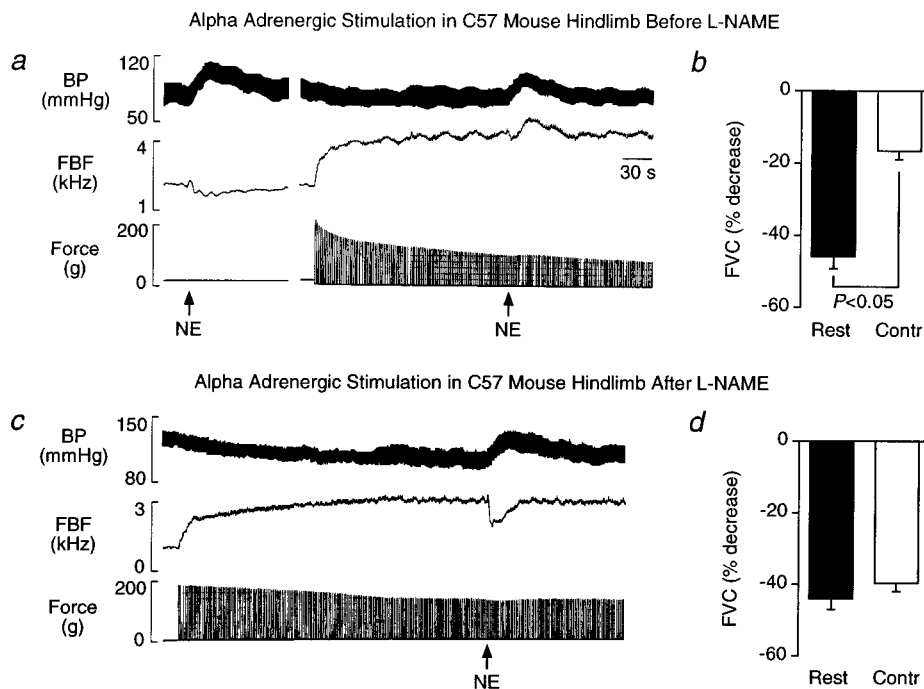 Alpha Adrenergic Stimulation in C57 Mouse Hindlimb Before L-NAME
a
BP
(mmHg)
120
50
FBF
(kHz)
4
1
30 s
Force
(g)
200
0
NE
NE
b
FVC (% decrease)
0
-20
-40
-60
P<0.05
Rest
Contr
Alpha Adrenergic Stimulation in C57 Mouse Hindlimb After L-NAME
c
BP
(mmHg)
150
80
FBF
(kHz)
3
0
Force
(g)
200
0
NE
d
FVC (% decrease)
0
-20
-40
-60
Rest
Contr